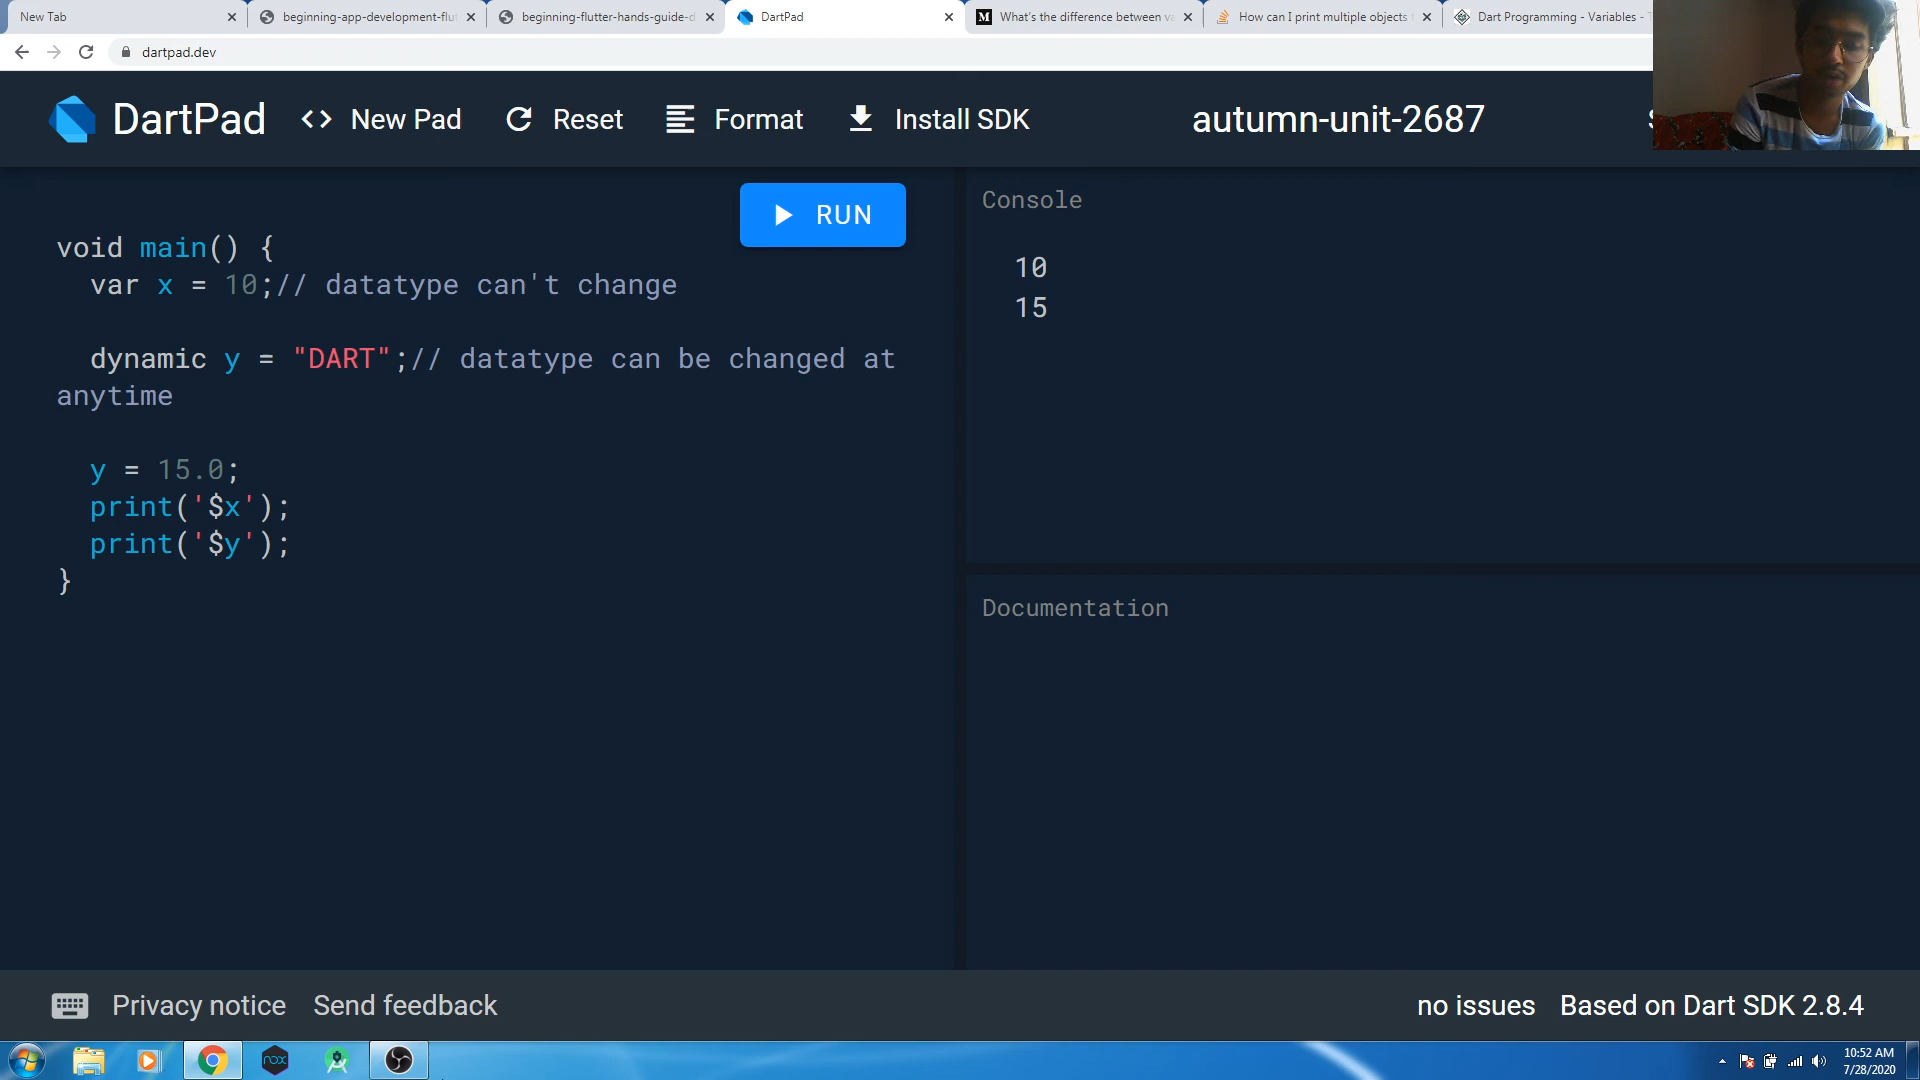 New Tab
beginning-app-development-flut
beginning-flutter-hands-guide-d
DartPad
What's the difference between va
How can I print multiple objects
Dart Programming - Variables - T
dartpad.dev
DartPad
New Pad
Reset
Format
Install SDK
autumn-unit-2687
RUN
void main() {
var x = 10;// datatype can't change
dynamic y = "DART";// datatype can be changed at
anytime
y = 15.0;
print('$x');
print('$y');
}
Console
10
15
Documentation
Privacy notice
Send feedback
no issues
Based on Dart SDK 2.8.4
nox
10:52 AM
7/28/2020